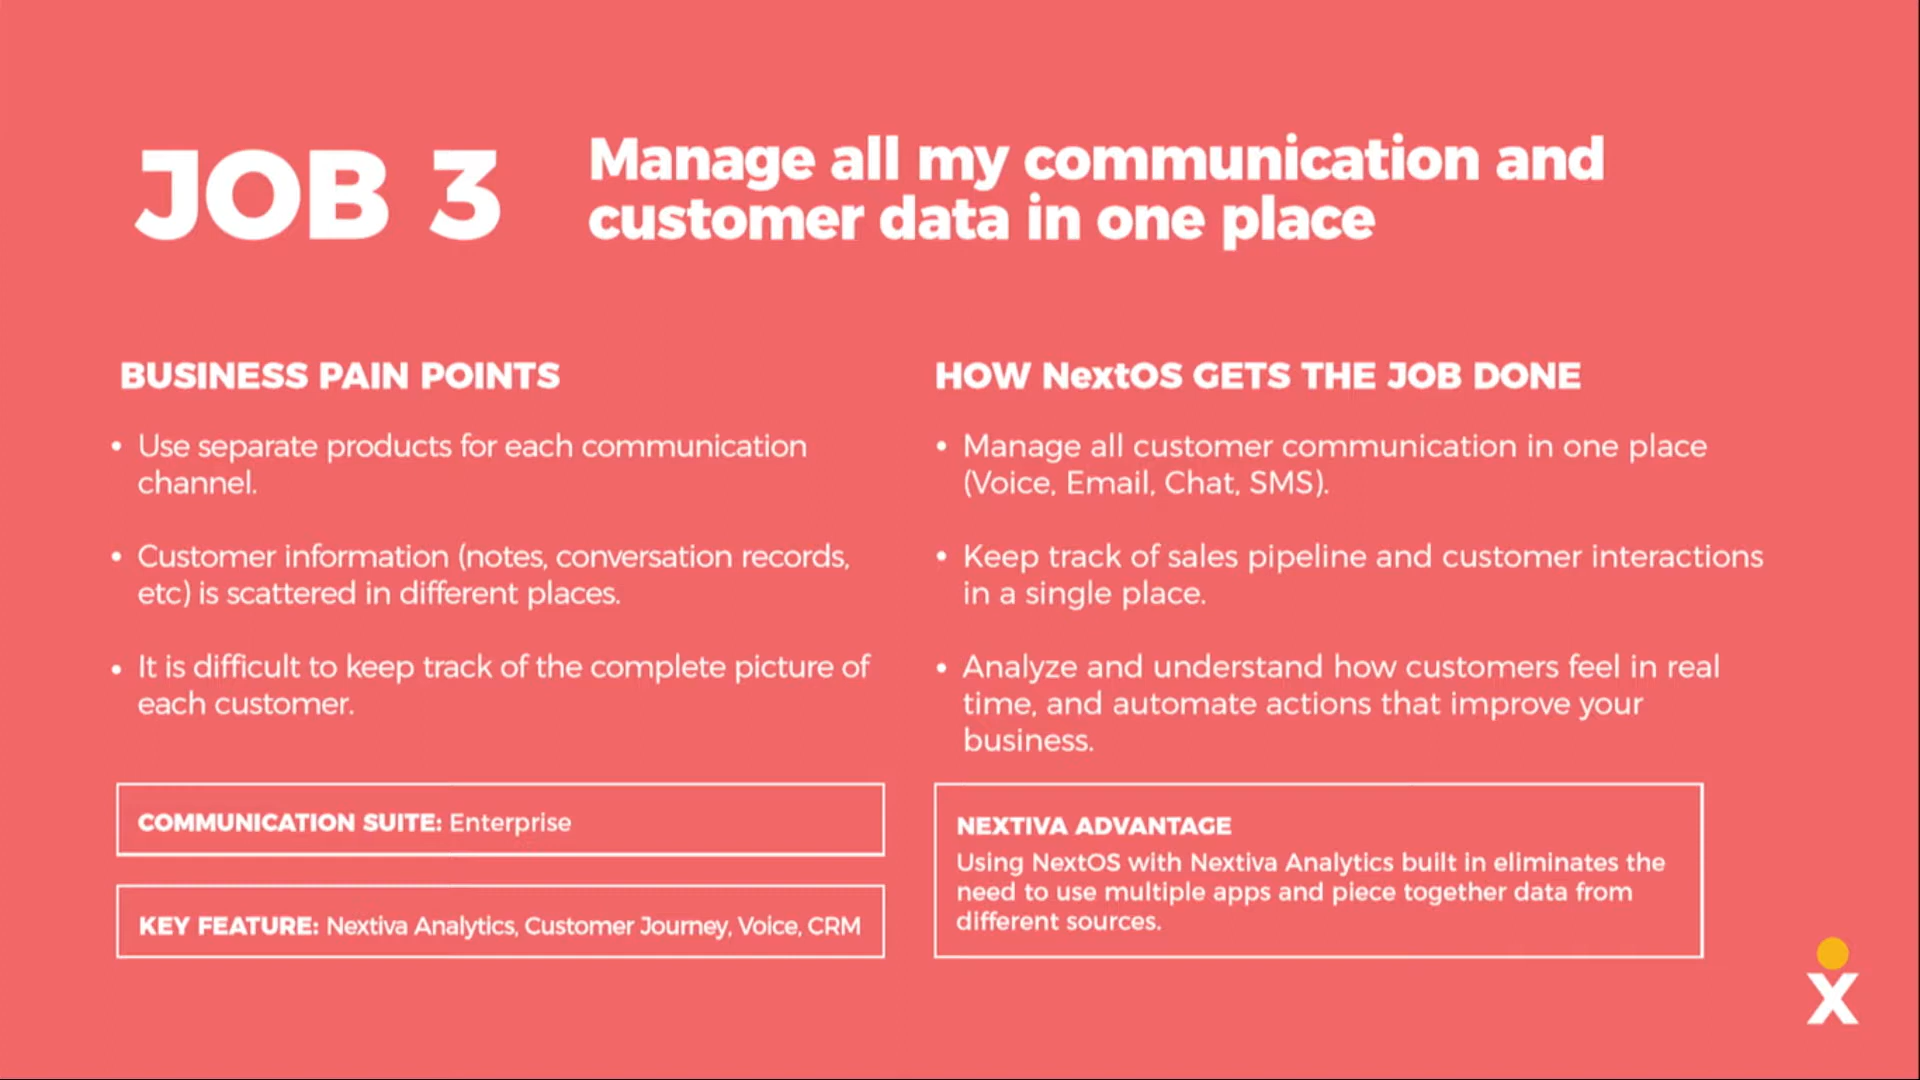 JOB 3
Manage all my communication and
customer data in one place
BUSINESS PAIN POINTS
• Use separate products for each communication
channel.
• Customer information (notes, conversation records,
etc) is scattered in different places.
• It is difficult to keep track of the complete picture of
each customer.
COMMUNICATION SUITE: Enterprise
KEY FEATURE: Nextiva Analytics, Customer Journey, Voice, CRM
HOW NextOS GETS THE JOB DONE
• Manage all customer communication in one place
(Voice, Email, Chat, SMS).
• Keep track of sales pipeline and customer interactions
in a single place.
• Analyze and understand how customers feel in real
time, and automate actions that improve your
business.
NEXTIVA ADVANTAGE
Using NextOS with Nextiva Analytics built in eliminates the
need to use multiple apps and piece together data from
different sources.
x